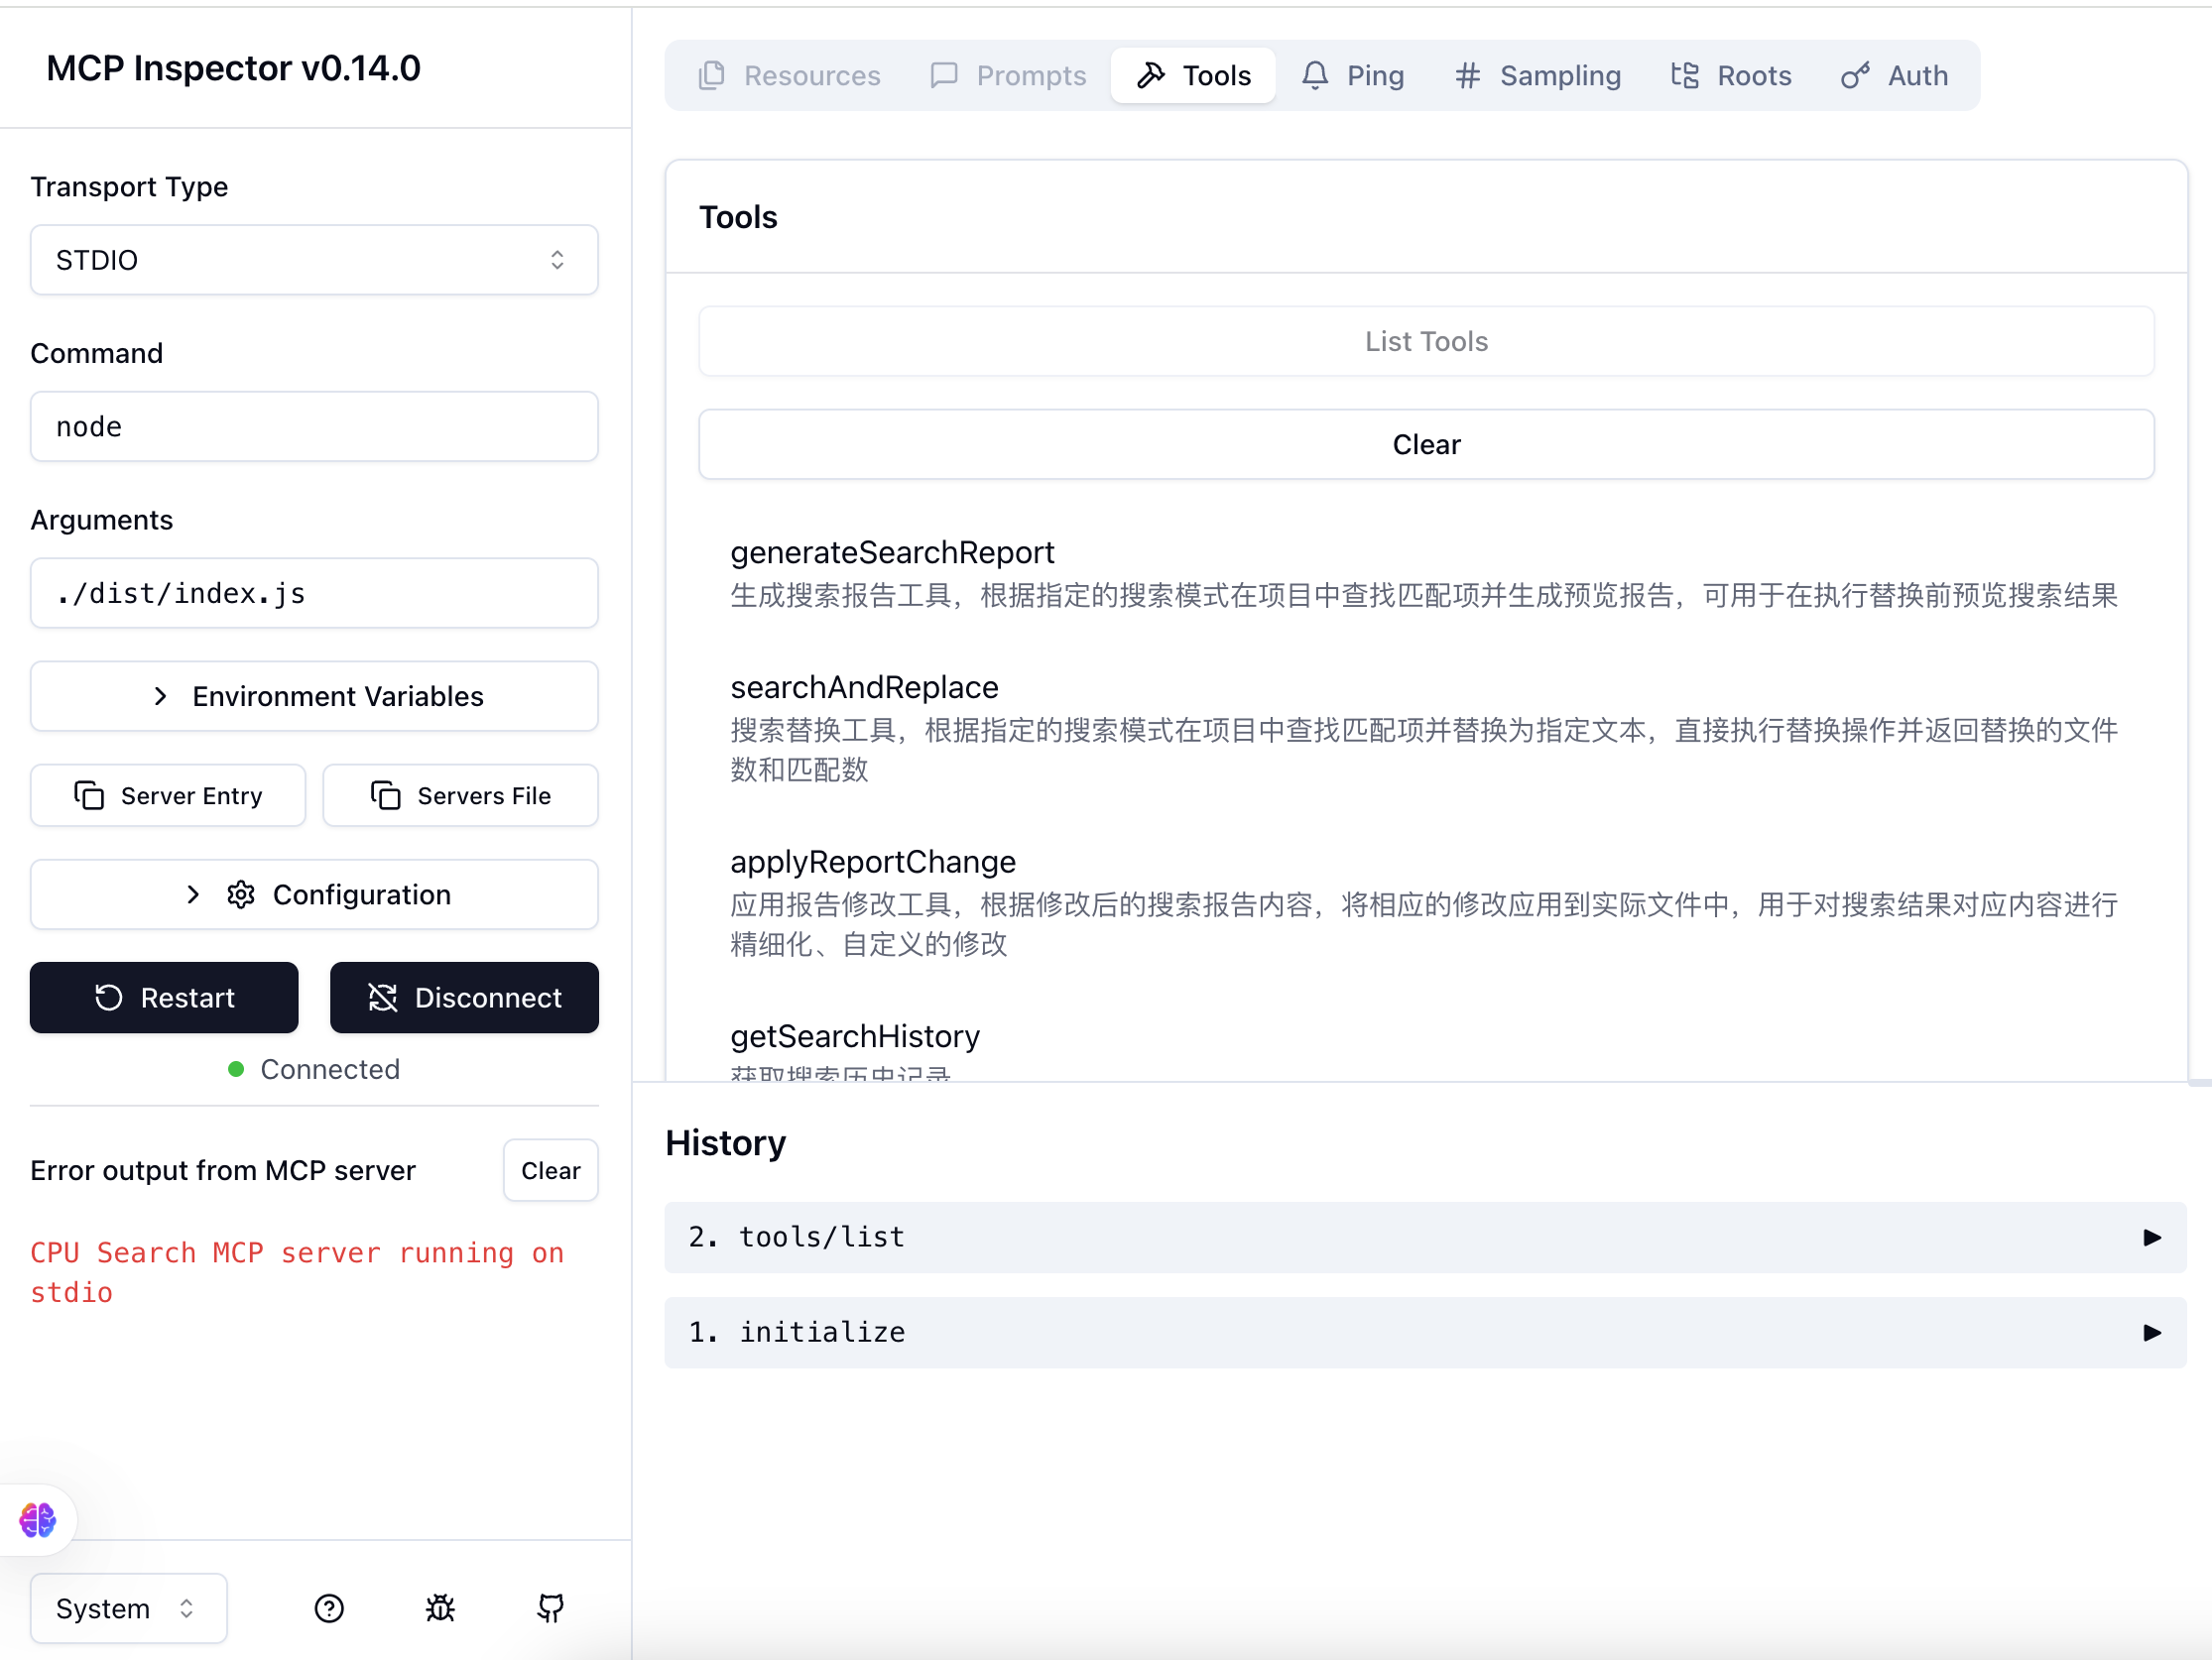 MCP Inspector v0.14.0
Transport Type
STDIO
Command
node
Arguments
./dist/index.js
Environment Variables
Server Entry
Servers File
Configuration
Restart
Disconnect
Connected
Error output from MCP server
Clear
CPU Search MCP server running on
stdio
System
Resources
Prompts
Tools
Ping
Sampling
Roots
Auth
Tools
List Tools
Clear
generateSearchReport
生成搜索报告工具，根据指定的搜索模式在项目中查找匹配项并生成预览报告，可用于在执行替换前预览搜索结果
searchAndReplace
搜索替换工具，根据指定的搜索模式在项目中查找匹配项并替换为指定文本，直接执行替换操作并返回替换的文件
数和匹配数
applyReportChange
应用报告修改工具，根据修改后的搜索报告内容，将相应的修改应用到实际文件中，用于对搜索结果对应内容进行
精细化、自定义的修改
getSearchHistory
获取搜索历史记录
History
2. tools/list
1. initialize